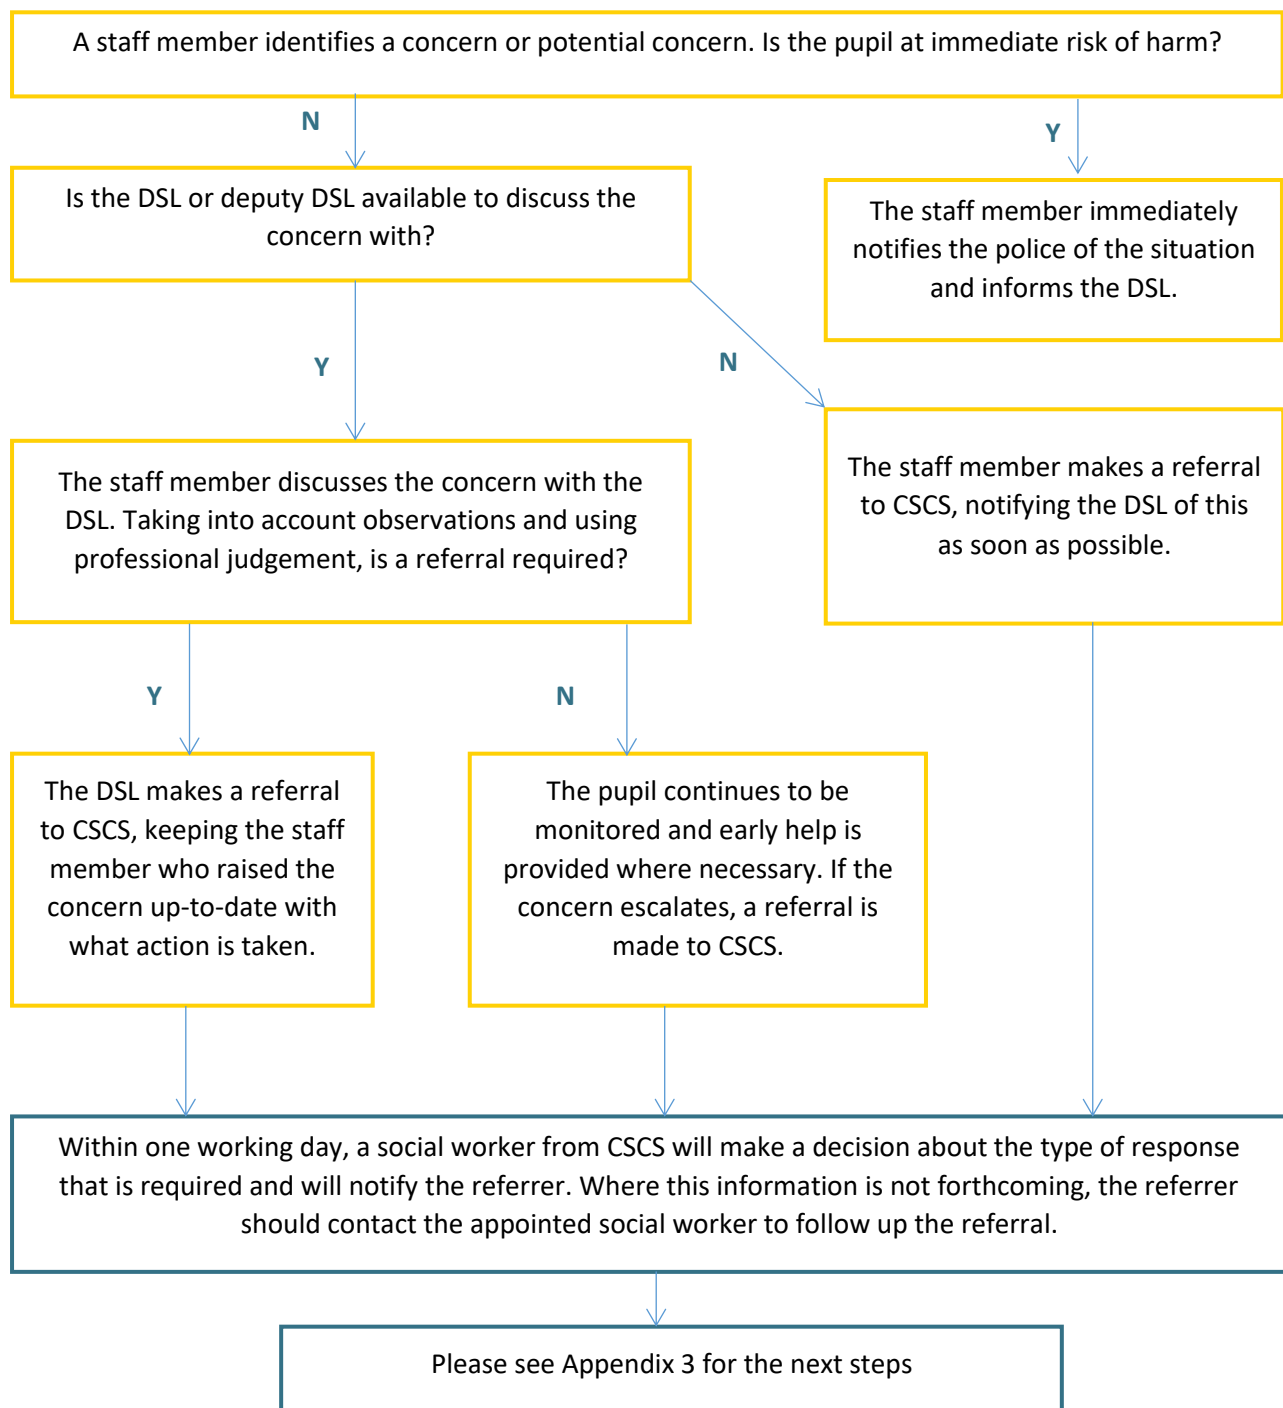 A staff member identifies a concern or potential concern. Is the pupil at immediate risk of harm?
N
Y
Is the DSL or deputy DSL available to discuss the
concern with?
The staff member immediately
notifies the police of the situation
and informs the DSL.
Y
N
The staff member discusses the concern with the
DSL. Taking into account observations and using
professional judgement, is a referral required?
The staff member makes a referral
to CSCS, notifying the DSL of this
as soon as possible.
Y
N
The DSL makes a referral
to CSCS, keeping the staff
member who raised the
concern up-to-date with
what action is taken.
The pupil continues to be
monitored and early help is
provided where necessary. If the
concern escalates, a referral is
made to CSCS.
Within one working day, a social worker from CSCS will make a decision about the type of response
that is required and will notify the referrer. Where this information is not forthcoming, the referrer
should contact the appointed social worker to follow up the referral.
Please see Appendix 3 for the next steps